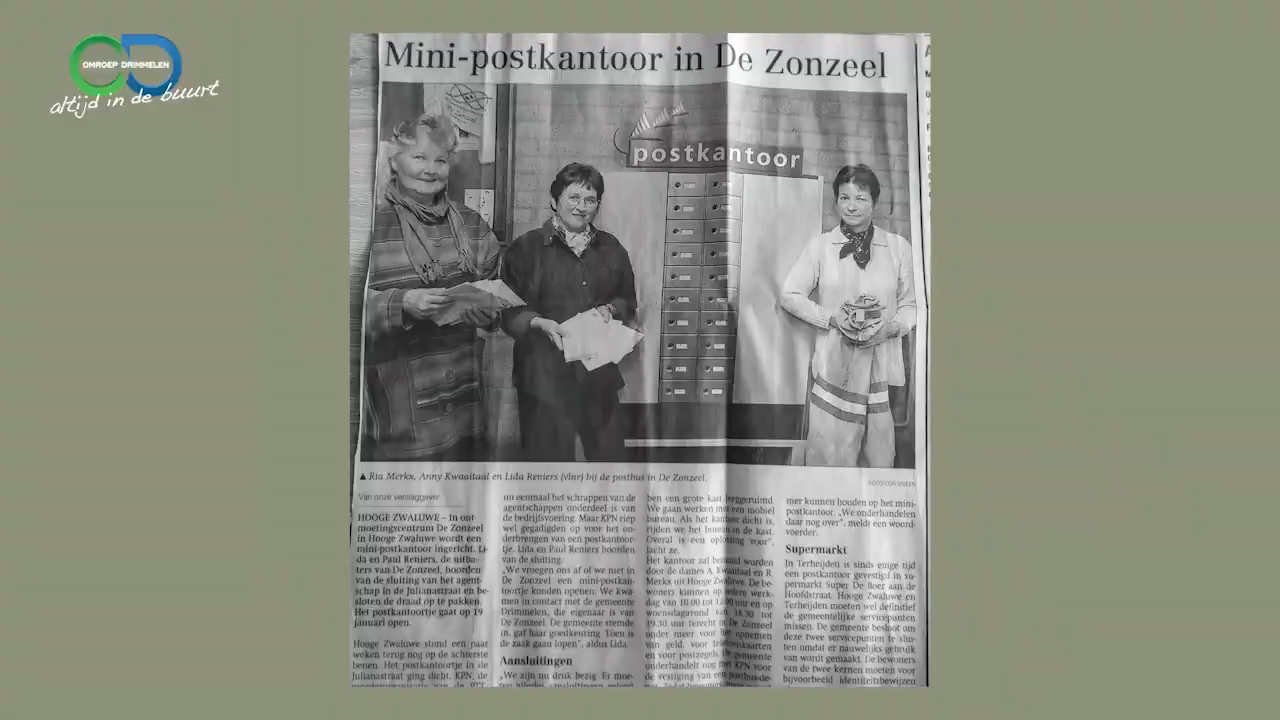 OMROEP DRIMMELEN
altijd in de buurt
Mini-postkantoor in De Zonzeel
postkantoor
▲ Ria Merkx, Anny Kwaaitaal en Lida Reniers (vlnr) bij de postbus in De Zonzeel.
FOTO COR VIVEEN
Van onze verslaggever
HOOGE ZWALUWE – In ont-
moetingscentrum De Zonzeel
in Hooge Zwaluwe wordt een
mini-postkantoor ingericht. Li-
da en Paul Reniers, de uitba-
ters van De Zonzeel, hoorden
van de sluiting van het agent-
schap in de Julianastraat en be-
sloten de draad op te pakken.
Het postkantoortje gaat op 19
januari open.
Hooge Zwaluwe stond een paar
weken terug nog op de achterste
benen. Het postkantoortje in de
Julianastraat ging dicht. KPN, de
nu eenmaal het schrappen van de
agentschappen onderdeel is van
de bedrijfsvoering. Maar KPN riep
wel gegadigden op voor het on-
derbrengen van een postkantoor-
tje. Lida en Paul Reniers hoorden
van de sluiting.
„We vroegen ons af of we niet in
De Zonzeel een mini-postkan-
toortje konden openen. We kwa-
men in contact met de gemeente
Drimmelen, die eigenaar is van
De Zonzeel. De gemeente stemde
in, gaf haar goedkeuring. Toen is
de zaak gaan lopen", aldus Lida.
Aansluitingen
„We zijn nu druk bezig. Er moe-
ben een grote kast leeggeruimd.
We gaan werken met een mobiel
bureau. Als het kantoor dicht is,
rijden we het bureau in de kast.
Overal is een oplossing voor",
lacht ze.
Het kantoor zal bemand worden
door de dames A. Kwaaitaal en R.
Merkx uit Hooge Zwaluwe. De be-
woners kunnen op iedere werk-
dag van 10.00 tot 12.00 uur en op
woensdagavond van 18.30 tot
19.30 uur terecht in De Zonzeel
onder meer voor het opnemen
van geld, voor telefoonkaarten
en voor postzegels. De gemeente
onderhandelt nog met KPN voor
de vestiging van een postbus-de-
mer kunnen houden op het mini-
postkantoor. „We onderhandelen
daar nog over", meldt een woord-
voerder.
Supermarkt
In Terheijden is sinds enige tijd
een postkantoor gevestigd in su-
permarkt Super De Boer aan de
Hoofdstraat. Hooge Zwaluwe en
Terheijden moeten wel definitief
de gemeentelijke servicepunten
missen. De gemeente besloot om
deze twee servicepunten te slui-
ten omdat er nauwelijks gebruik
van wordt gemaakt. De bewoners
van de twee kernen moeten voor
bijvoorbeeld identiteitsbewijzen